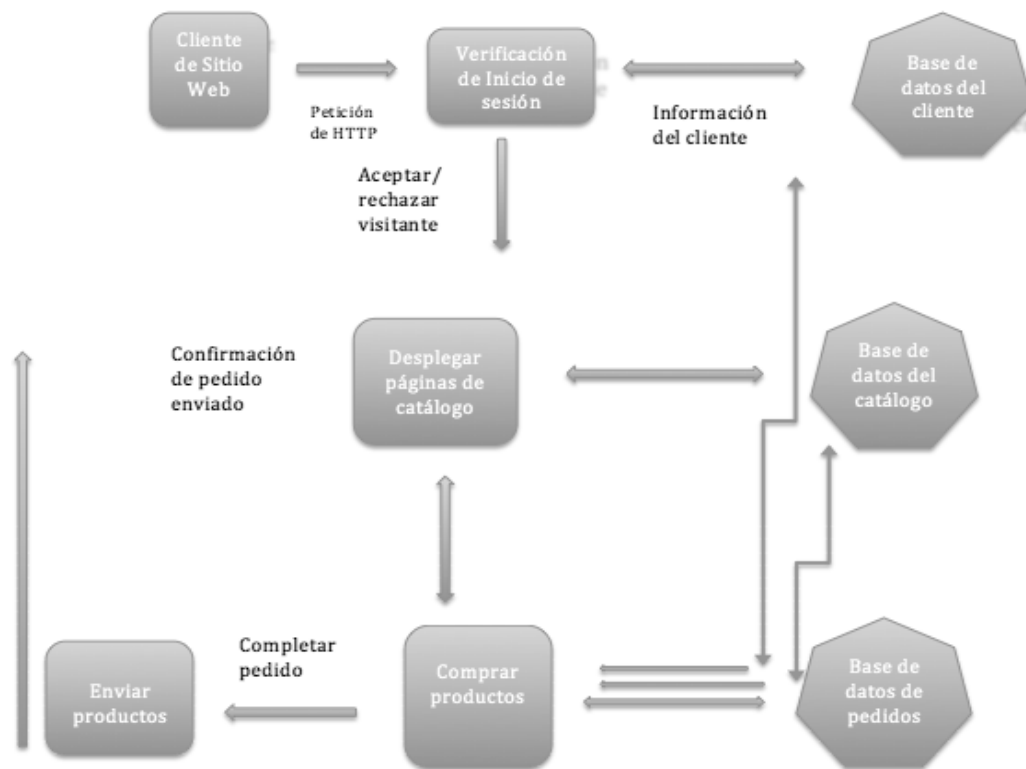 Cliente
de Sitio
Web
Petición
de HTTP
Verificación
de Inicio de
sesión
Información
del cliente
Base de
datos del
cliente
Aceptar/
rechazar
visitante
Confirmación
de pedido
enviado
Desplegar
páginas de
catálogo
Base de
datos del
catálogo
Completar
pedido
Enviar
productos
Comprar
productos
Base de
datos de
pedidos